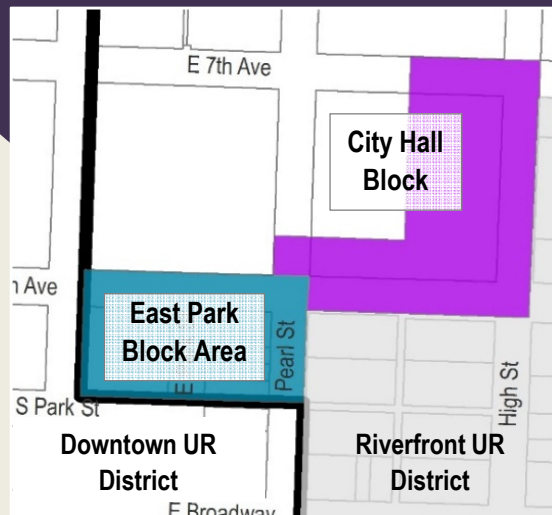 E 7th Ave
City Hall
Block
h Ave
East Park
Block Area
E
Pearl St
High St
S Park St
Downtown UR
District
Riverfront UR
District
E Broadway